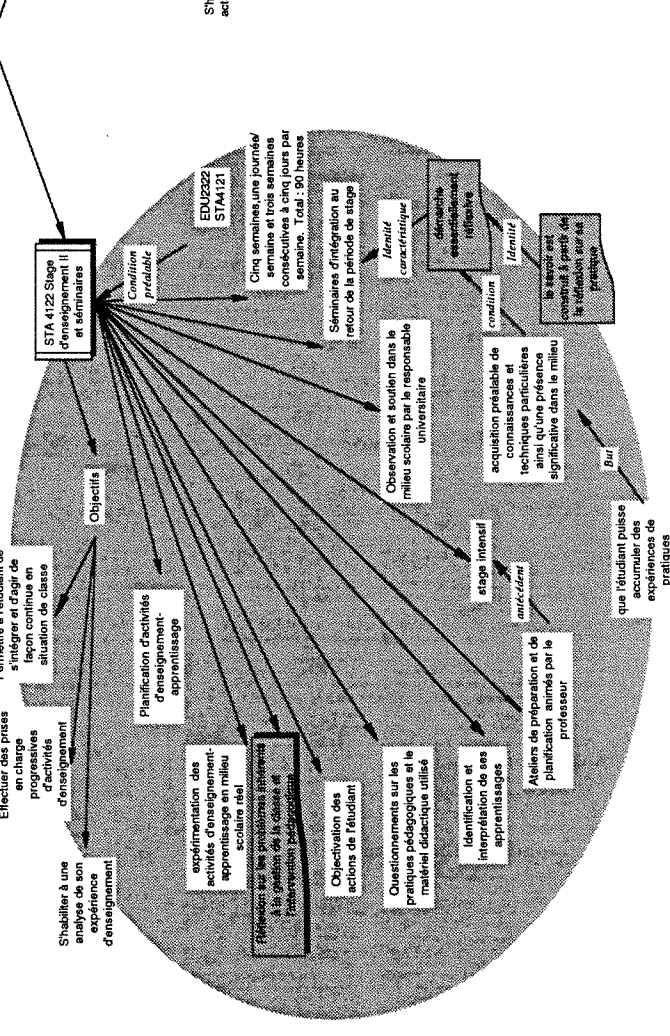 S'h
act
STA 4122 Stage
d'enseignement II
et séminaires
Condition
préalable
EDU2322
STA4121
Cinq semaines,une journée/
semaine et trois semaines
consécutives à cinq jours par
semaine. Total : 90 heures
Séminaires d'intégration au
retour de la période de stage
Identité
caractéristique
démarche
essentiellement
réflexive
Identité
le savoir est
construit à partir de
la réflexion sur sa
pratique
condition
acquisition préalable de
connaissances et
techniques particulières
ainsi qu'une présence
significative dans le milieu
But
que l'étudiant puisse
accumuler des
expériences de
pratiques
Observation et soutien dans le
milieu scolaire par le responsable
universitaire
stage intensif
antécédent
Ateliers de préparation et de
planification animés par le
professeur
Identification et
interprétation de ses
apprentissages
Questionnements sur les
pratiques pédagogiques et le
matériel didactique utilisé
Objectivation des
actions de l'étudiant
Réflexion sur les problèmes inhérents
à la gestion de la classe et
l'intervention pédagogique
expérimentation des
activités d'enseignement-
apprentissage en milieu
scolaire réel
Planification d'activités
d'enseignement-
apprentissage
Objectifs
Permettre à l'étudiant de
s'intégrer et d'agir de
façon continue en
situation de classe
Effectuer des prises
en charge
progressives
d'activités
d'enseignement
S'habiliter à une
analyse de son
expérience
d'enseignement